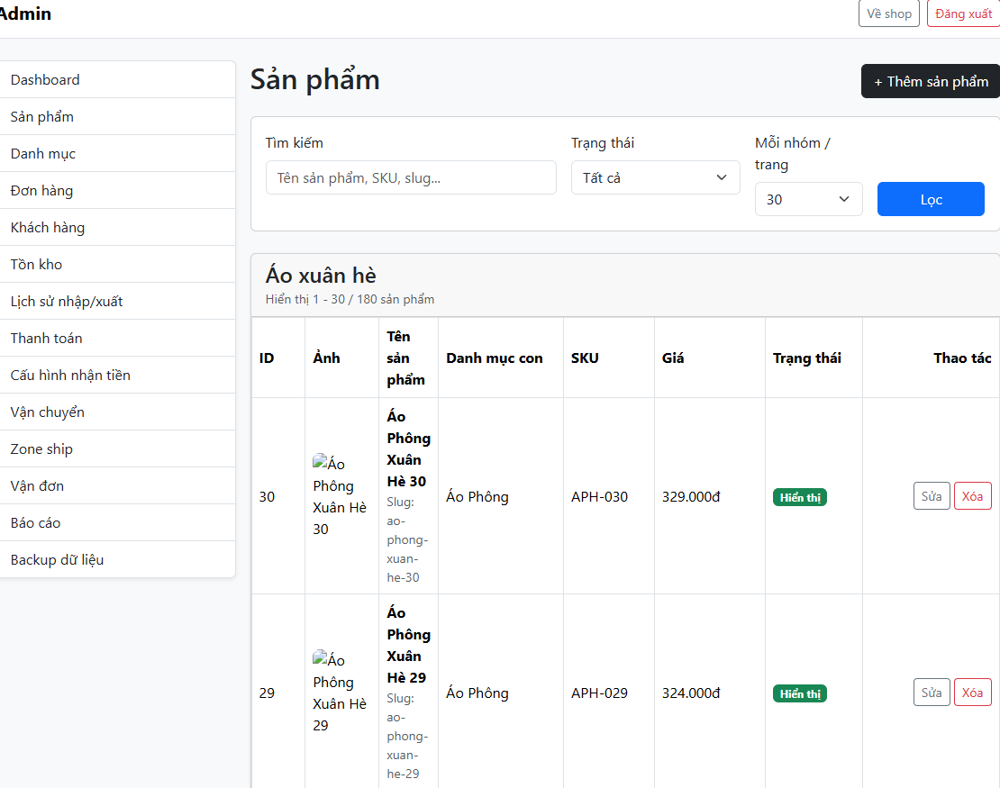 Admin
Về shop
Đăng xuất
Dashboard
Sản phẩm
Danh mục
Đơn hàng
Khách hàng
Tồn kho
Lịch sử nhập/xuất
Thanh toán
Cấu hình nhận tiền
Vận chuyển
Zone ship
Vận đơn
Báo cáo
Backup dữ liệu
Sản phẩm
+ Thêm sản phẩm
Tìm kiếm
Tên sản phẩm, SKU, slug...
Trạng thái
Tất cả
Mỗi nhóm /
trang
30
Lọc
Áo xuân hè
Hiển thị 1 - 30 / 180 sản phẩm
ID
Ảnh
Tên
sản
phẩm
Danh mục con
SKU
Giá
Trạng thái
Thao tác
30
Áo
Phông
Xuân Hè
30
Áo
Phông
Xuân
Hè 30
Slug:
ao-
phong-
xuan-
he-30
Áo Phông
APH-030
329.000đ
Hiển thị
Sửa
Xóa
29
Áo
Phông
Xuân Hè
29
Áo
Phông
Xuân
Hè 29
Slug:
ao-
phong-
xuan-
he-29
Áo Phông
APH-029
324.000đ
Hiển thị
Sửa
Xóa